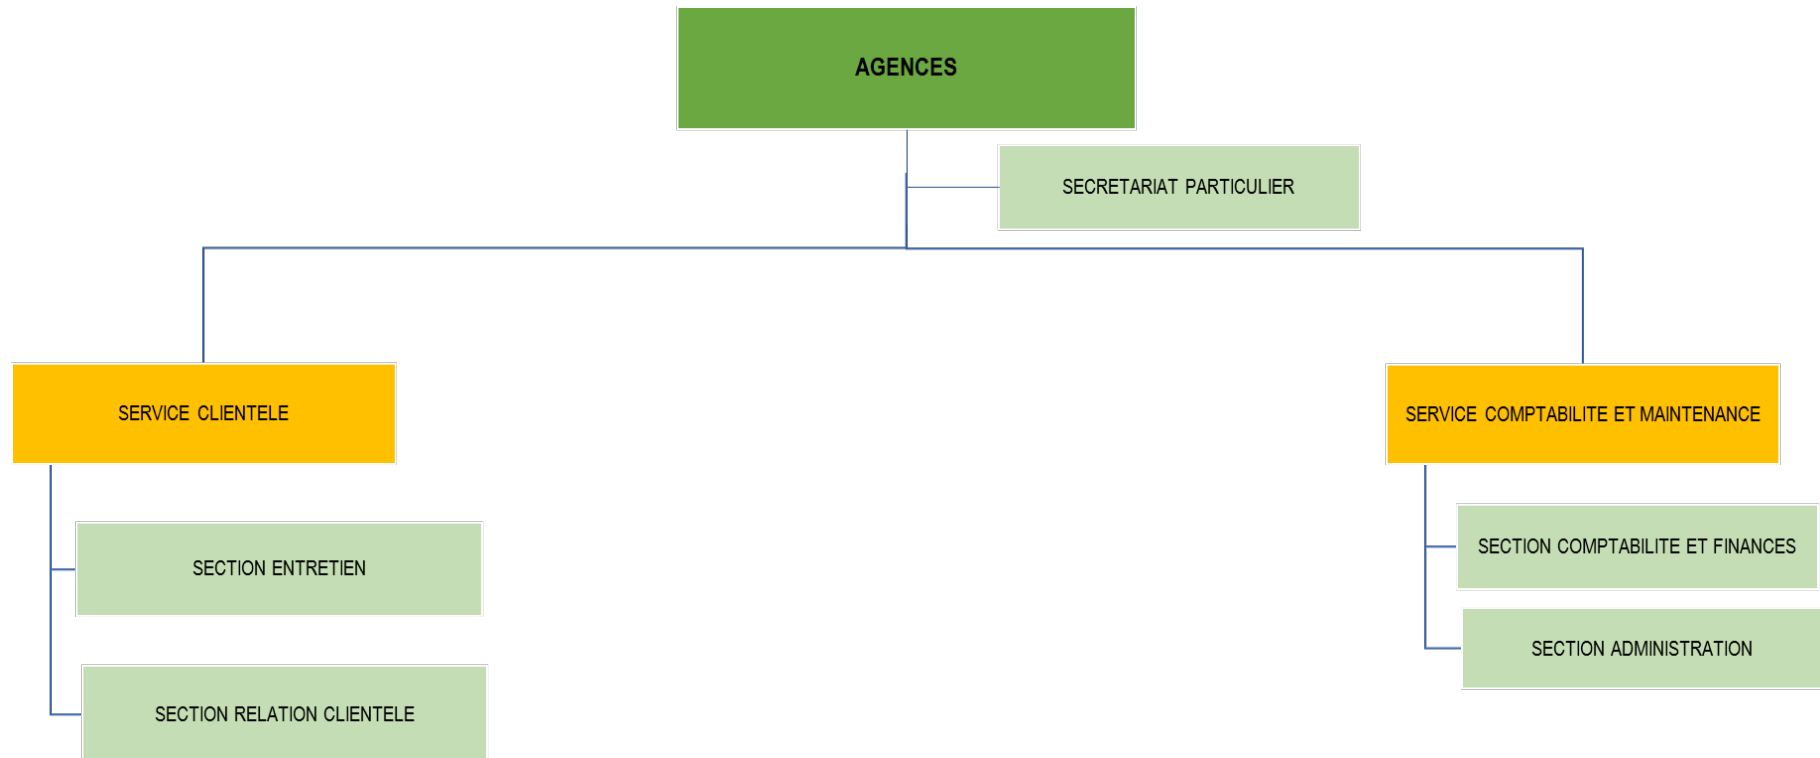 AGENCES
SECRETARIAT PARTICULIER
SERVICE CLIENTELE
SERVICE COMPTABILITE ET MAINTENANCE
SECTION ENTRETIEN
SECTION RELATION CLIENTELE
SECTION COMPTABILITE ET FINANCES
SECTION ADMINISTRATION